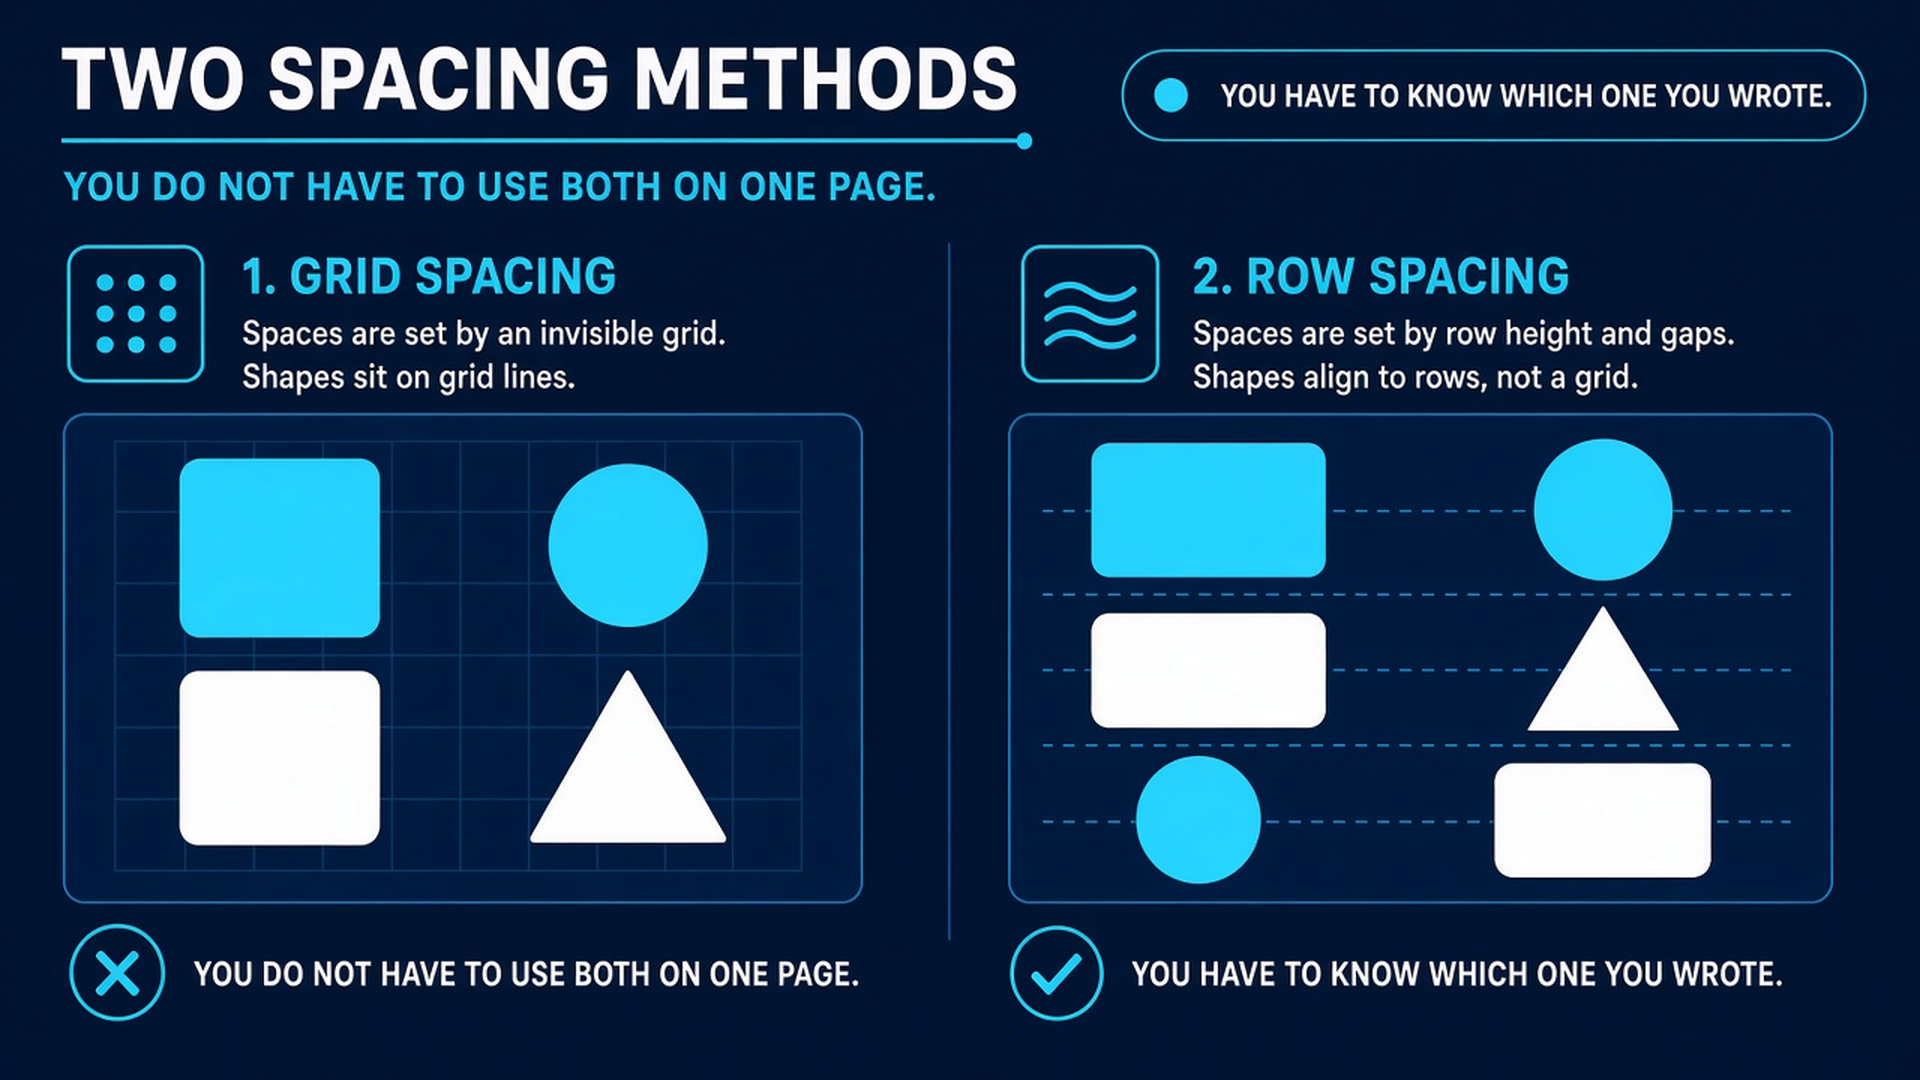 TWO SPACING METHODS
YOU HAVE TO KNOW WHICH ONE YOU WROTE.
YOU DO NOT HAVE TO USE BOTH ON ONE PAGE.
1. GRID SPACING
Spaces are set by an invisible grid.
Shapes sit on grid lines.
2. ROW SPACING
Spaces are set by row height and gaps.
Shapes align to rows, not a grid.
YOU DO NOT HAVE TO USE BOTH ON ONE PAGE.
YOU HAVE TO KNOW WHICH ONE YOU WROTE.